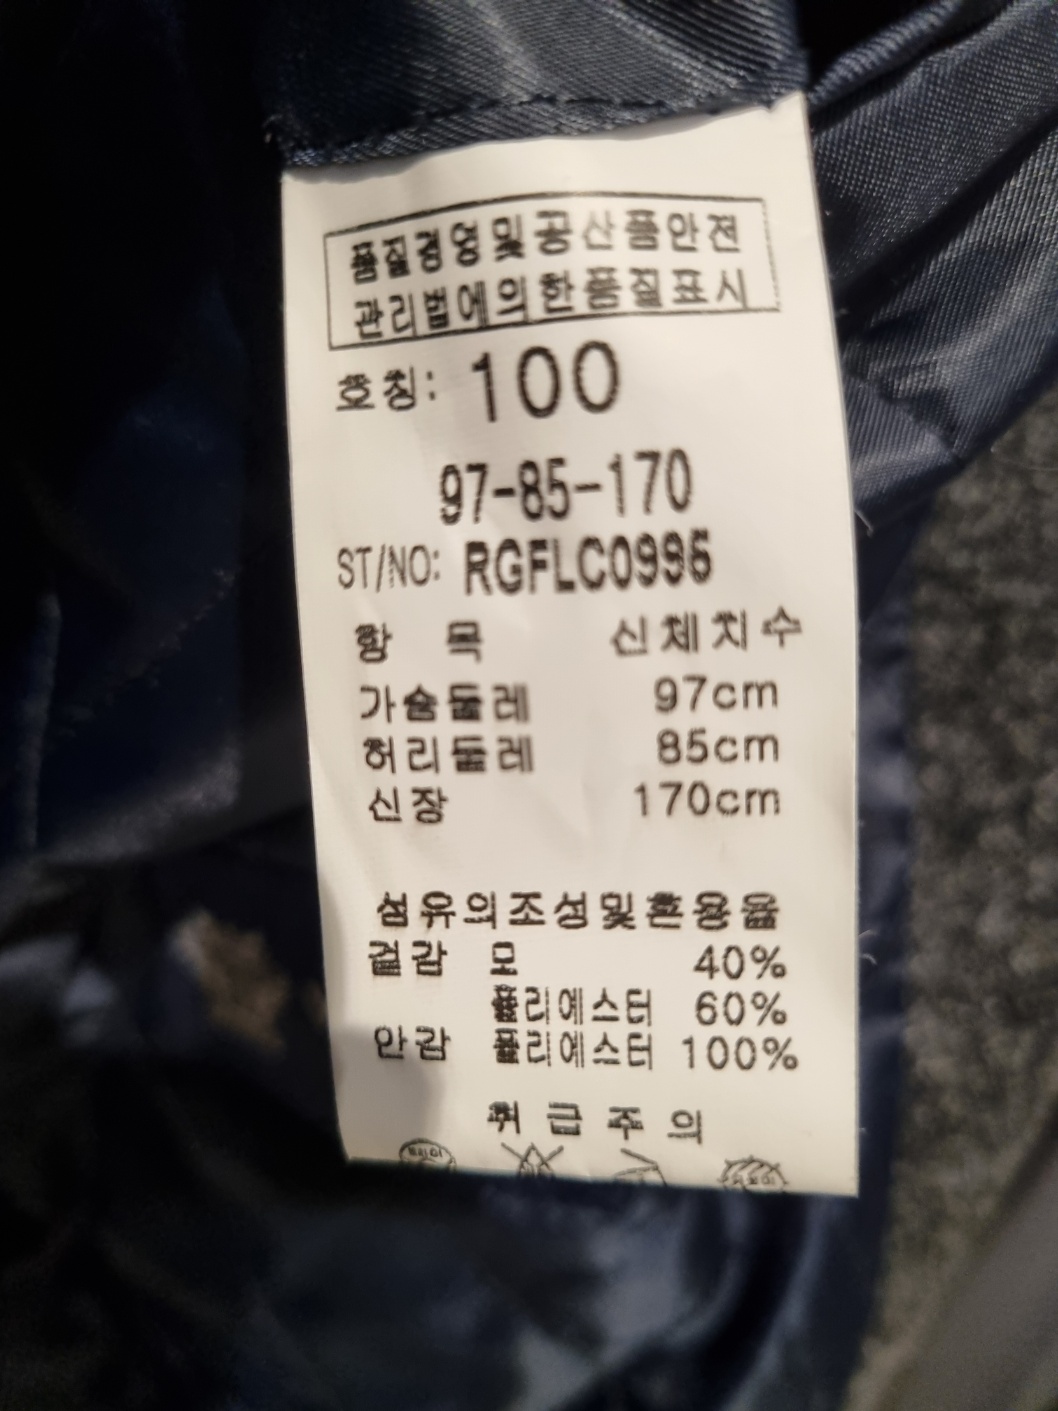 품질경영및공산품안전
관리법에의한품질표시
호칭: 100
97-85-170
ST/NO: RGFLC0995
항 목 신체치수
가슴둘레 97cm
허리둘레 85cm
신장 170cm
섬유의조성및혼용율
겉감 모 40%
폴리에스터 60%
안감 폴리에스터 100%
취급주의